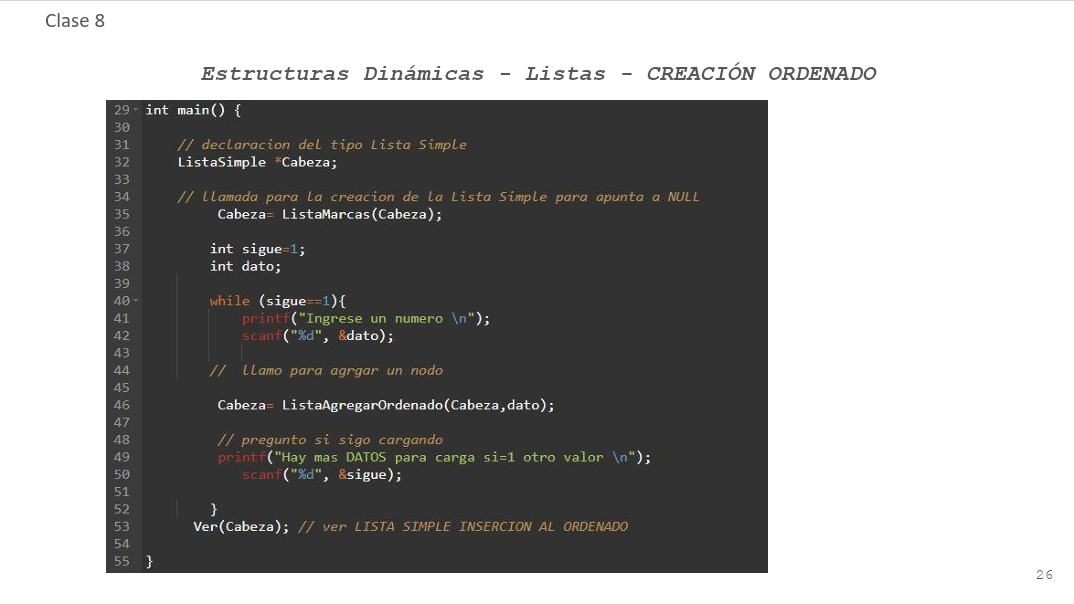 Clase 8
Estructuras Dinámicas - Listas - CREACIÓN ORDENADO
29 int main() {
30
31 // declaracion del tipo Lista Simple
32 ListaSimple *Cabeza;
33
34 // llamada para la creacion de la Lista Simple para apunta a NULL
35 Cabeza= ListaMarcas(Cabeza);
36
37 int sigue=1;
38 int dato;
39
40 while (sigue==1){
41 printf("Ingrese un numero \n");
42 scanf("%d", &dato);
43
44 // llamo para agrgar un nodo
45
46 Cabeza= ListaAgregarOrdenado(Cabeza,dato);
47
48 // pregunto si sigo cargando
49 printf("Hay mas DATOS para carga si=1 otro valor \n");
50 scanf("%d", &sigue);
51
52 }
53 Ver(Cabeza); // ver LISTA SIMPLE INSERCION AL ORDENADO
54
55 }
26